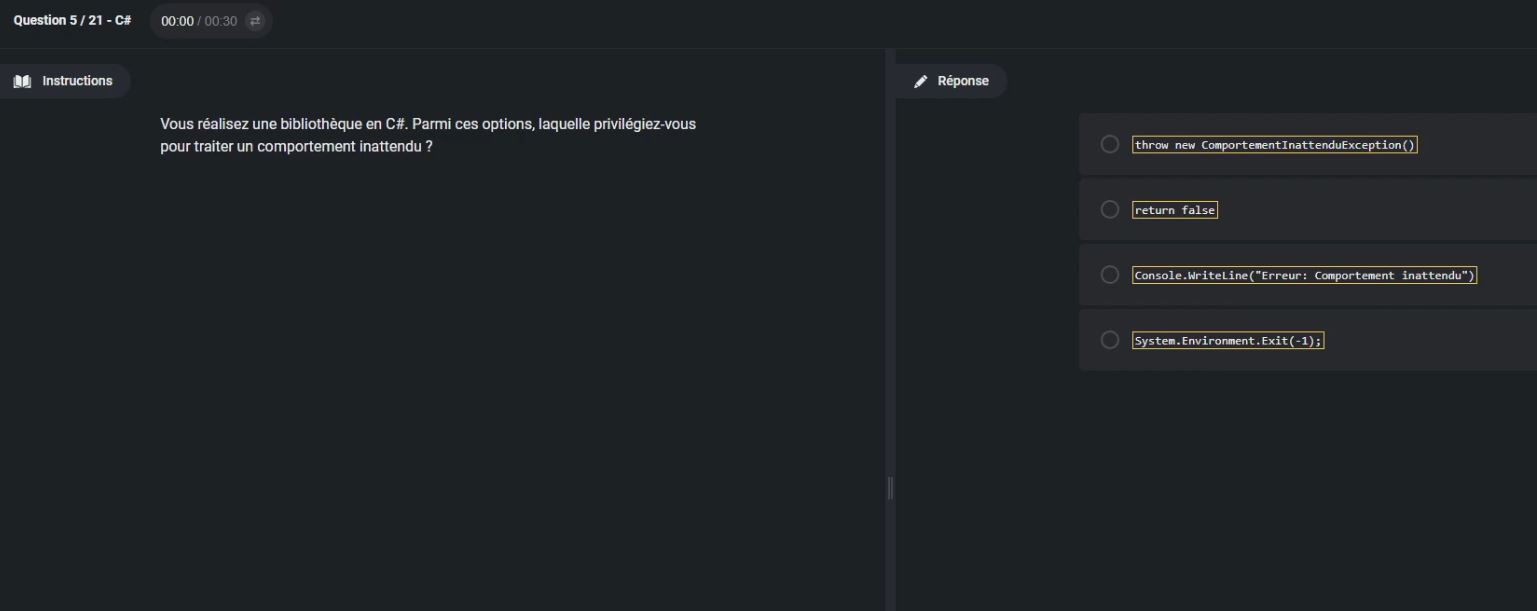 Question 5 / 21 - C#
00:00 / 00:30
Instructions
Vous réalisez une bibliothèque en C#. Parmi ces options, laquelle privilégiez-vous
pour traiter un comportement inattendu ?
Réponse
throw new ComportementInattenduException()
return false
Console.WriteLine("Erreur: Comportement inattendu")
System.Environment.Exit(-1);